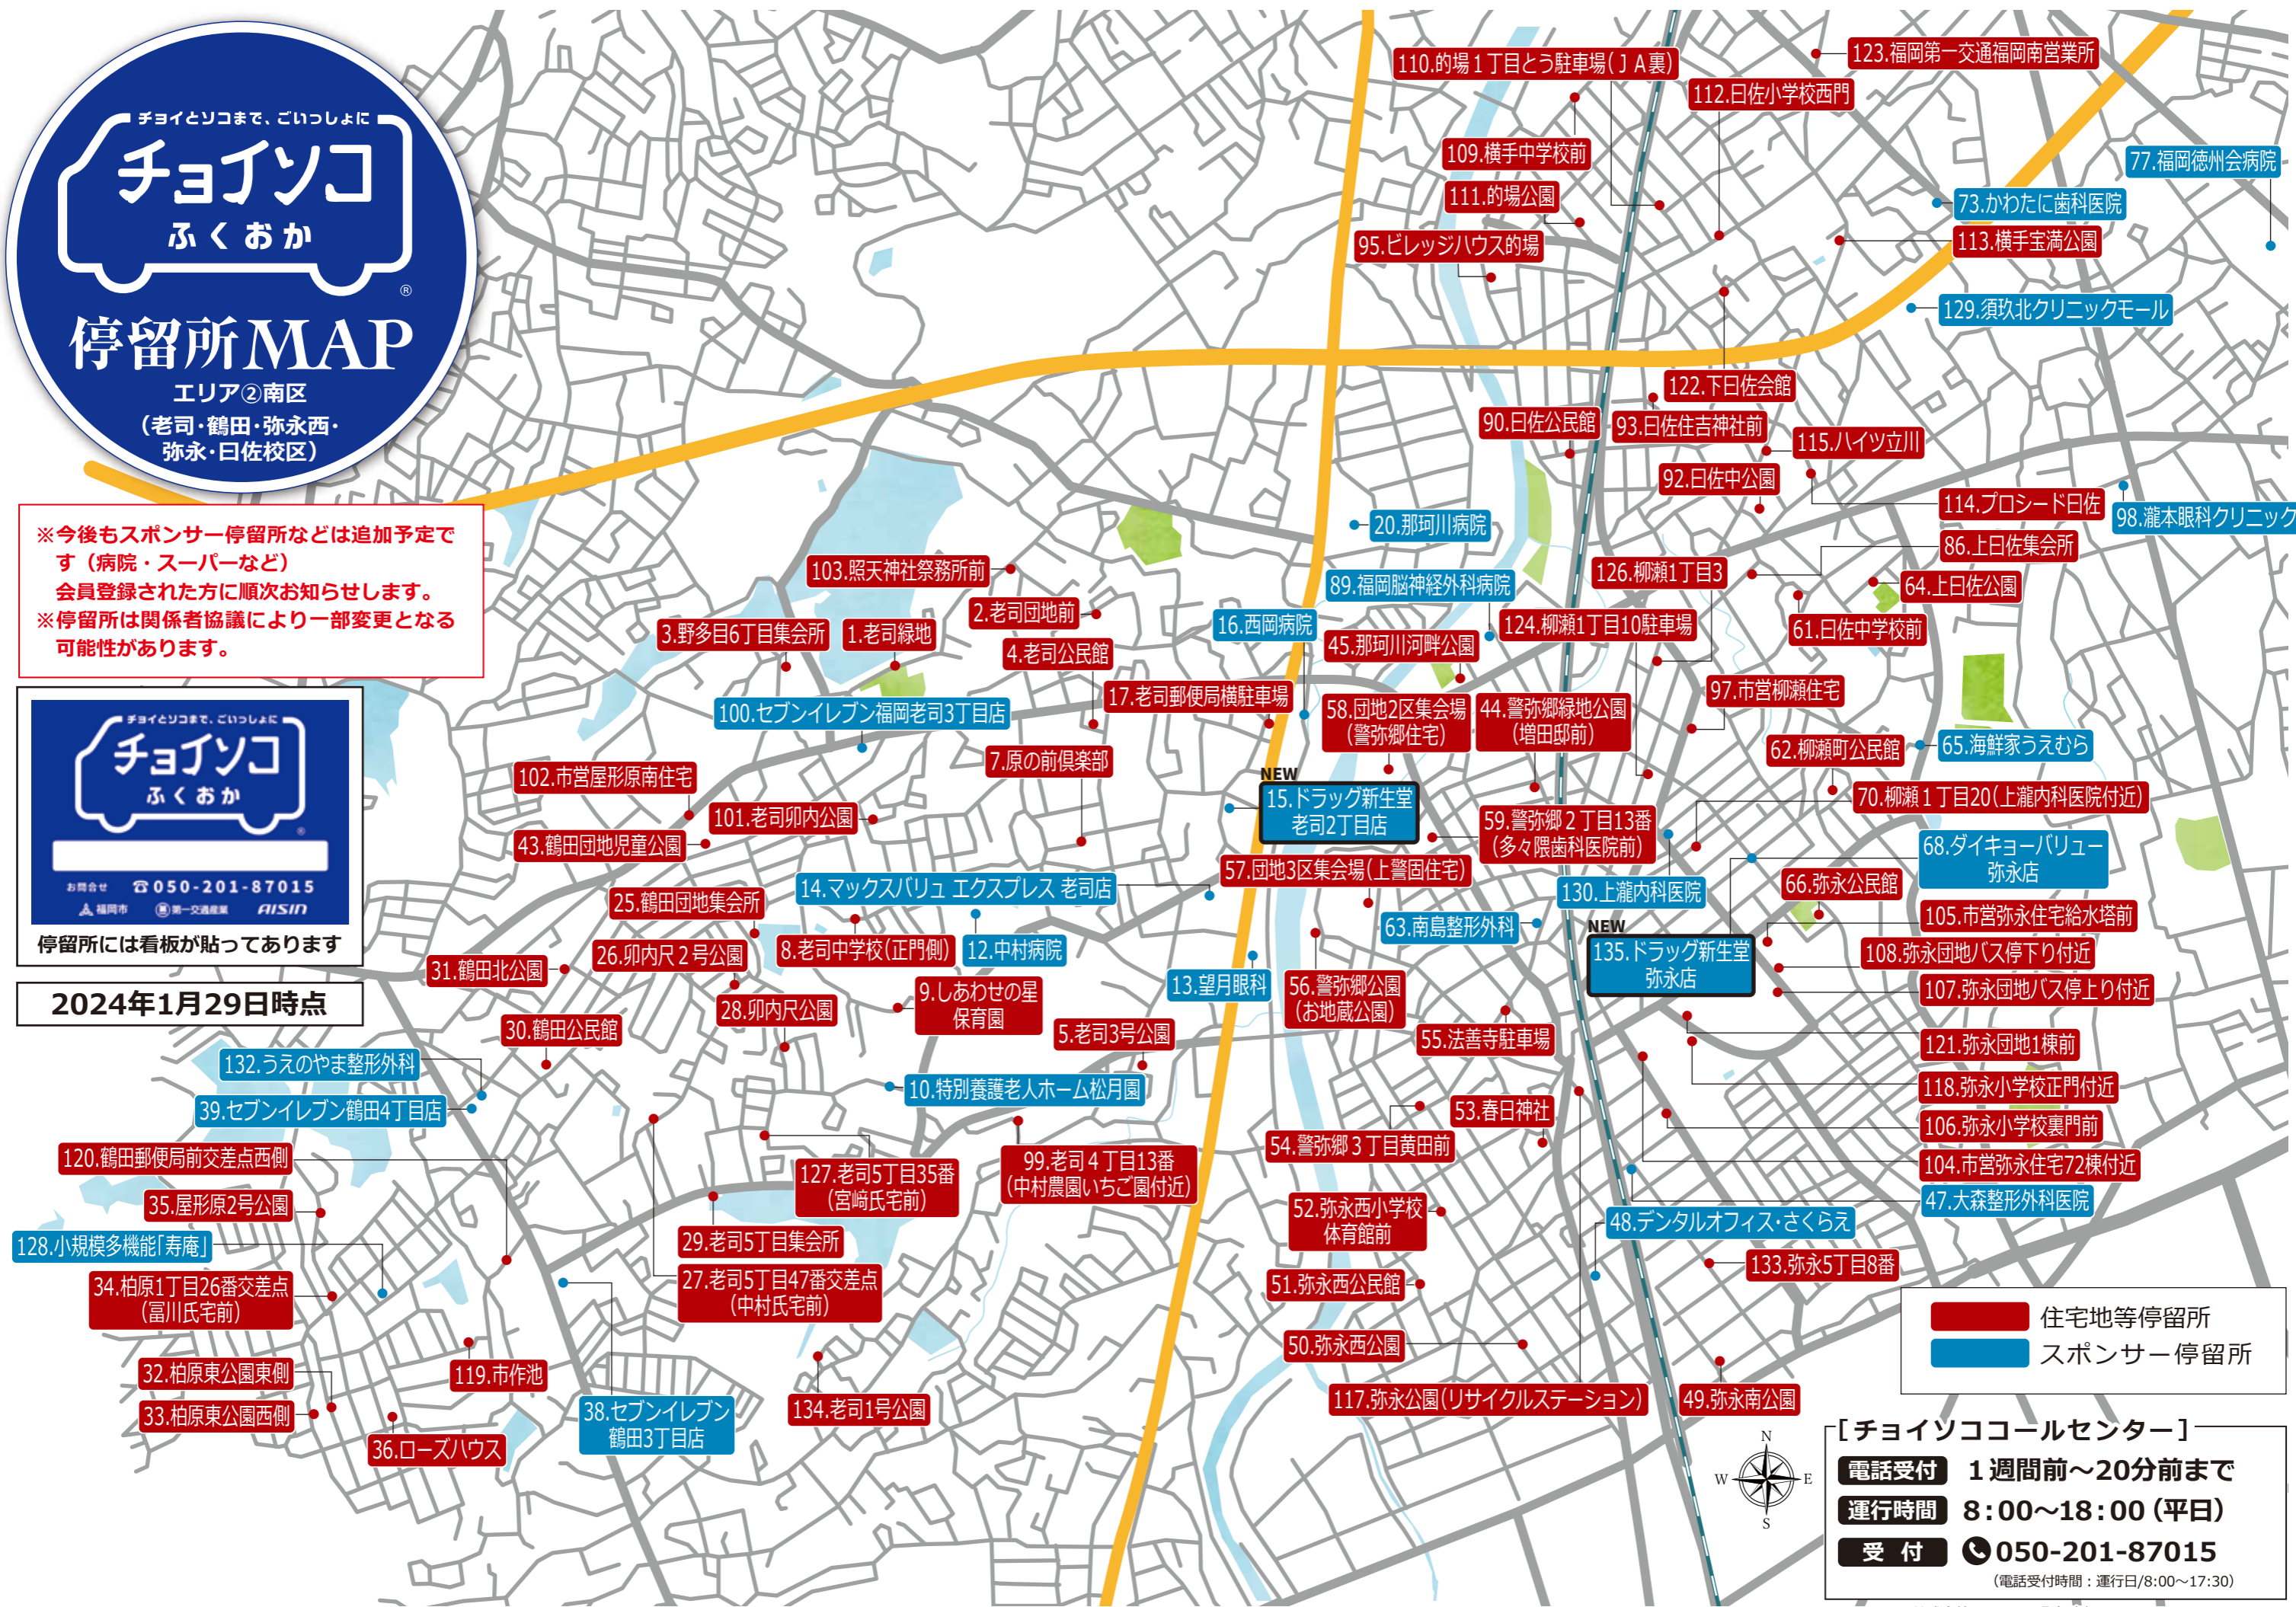 チョイとソコまで、ごいっしょに
チョイソコ
ふくおか
®
停留所MAP
エリア②南区
（老司・鶴田・弥永西・
弥永・曰佐校区）
※今後もスポンサー停留所などは追加予定で
す（病院・スーパーなど）
会員登録された方に順次お知らせします。
※停留所は関係者協議により一部変更となる
可能性があります。
チョイとソコまで、ごいっしょに
チョイソコ
ふくおか
®
お問合せ ☎050-201-87015
福岡市 第一交通産業 AISIN
停留所には看板が貼ってあります
2024年1月29日時点
110.的場１丁目とう駐車場(ＪＡ裏)
123.福岡第一交通福岡南営業所
112.曰佐小学校西門
109.横手中学校前
77.福岡徳州会病院
111.的場公園
73.かわたに歯科医院
95.ビレッジハウス的場
113.横手宝満公園
129.須玖北クリニックモール
122.下曰佐会館
90.曰佐公民館
93.曰佐住吉神社前
115.ハイツ立川
92.曰佐中公園
114.プロシード曰佐
98.瀧本眼科クリニック
20.那珂川病院
86.上曰佐集会所
103.照天神社祭務所前
126.柳瀬1丁目3
89.福岡脳神経外科病院
64.上曰佐公園
2.老司団地前
16.西岡病院
124.柳瀬1丁目10駐車場
61.曰佐中学校前
3.野多目6丁目集会所
1.老司緑地
45.那珂川河畔公園
4.老司公民館
17.老司郵便局横駐車場
97.市営柳瀬住宅
100.セブンイレブン福岡老司3丁目店
58.団地2区集会場
(警弥郷住宅)
44.警弥郷緑地公園
(増田邸前)
62.柳瀬町公民館
65.海鮮家うえむら
7.原の前倶楽部
102.市営屋形原南住宅
NEW
15.ドラッグ新生堂
老司2丁目店
70.柳瀬１丁目20(上瀧内科医院付近)
101.老司卯内公園
59.警弥郷２丁目13番
(多々隈歯科医院前)
43.鶴田団地児童公園
68.ダイキョーバリュー
弥永店
57.団地3区集会場(上警固住宅)
14.マックスバリュ エクスプレス 老司店
130.上瀧内科医院
66.弥永公民館
25.鶴田団地集会所
105.市営弥永住宅給水塔前
63.南島整形外科
NEW
135.ドラッグ新生堂
弥永店
8.老司中学校(正門側)
12.中村病院
26.卯内尺２号公園
108.弥永団地バス停下り付近
31.鶴田北公園
13.望月眼科
56.警弥郷公園
(お地蔵公園)
107.弥永団地バス停上り付近
9.しあわせの星
保育園
28.卯内尺公園
30.鶴田公民館
5.老司3号公園
55.法善寺駐車場
121.弥永団地1棟前
132.うえのやま整形外科
10.特別養護老人ホーム松月園
118.弥永小学校正門付近
39.セブンイレブン鶴田4丁目店
53.春日神社
106.弥永小学校裏門前
54.警弥郷３丁目黄田前
120.鶴田郵便局前交差点西側
127.老司5丁目35番
(宮﨑氏宅前)
99.老司４丁目13番
(中村農園いちご園付近)
104.市営弥永住宅72棟付近
35.屋形原2号公園
52.弥永西小学校
体育館前
47.大森整形外科医院
48.デンタルオフィス・さくらえ
128.小規模多機能｢寿庵｣
29.老司5丁目集会所
133.弥永5丁目8番
34.柏原1丁目26番交差点
(冨川氏宅前)
27.老司5丁目47番交差点
(中村氏宅前)
51.弥永西公民館
50.弥永西公園
32.柏原東公園東側
119.市作池
117.弥永公園(リサイクルステーション)
49.弥永南公園
33.柏原東公園西側
38.セブンイレブン
鶴田3丁目店
134.老司1号公園
36.ローズハウス
住宅地等停留所
スポンサー停留所
N
W E
S
[チョイソココールセンター]
電話受付 １週間前～20分前まで
運行時間 8：00～18：00（平日）
受 付 050-201-87015
（電話受付時間：運行日/8:00～17:30）